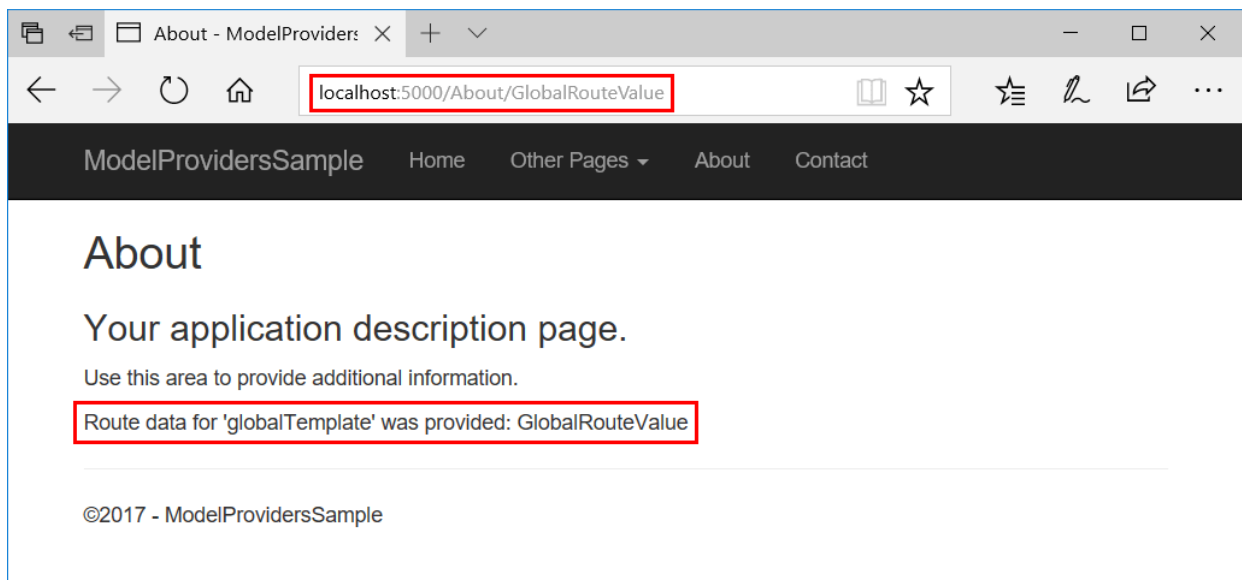 About - ModelProviders
localhost:5000/About/GlobalRouteValue
ModelProvidersSample Home Other Pages About Contact
About
Your application description page.
Use this area to provide additional information.
Route data for 'globalTemplate' was provided: GlobalRouteValue
©2017 - ModelProvidersSample